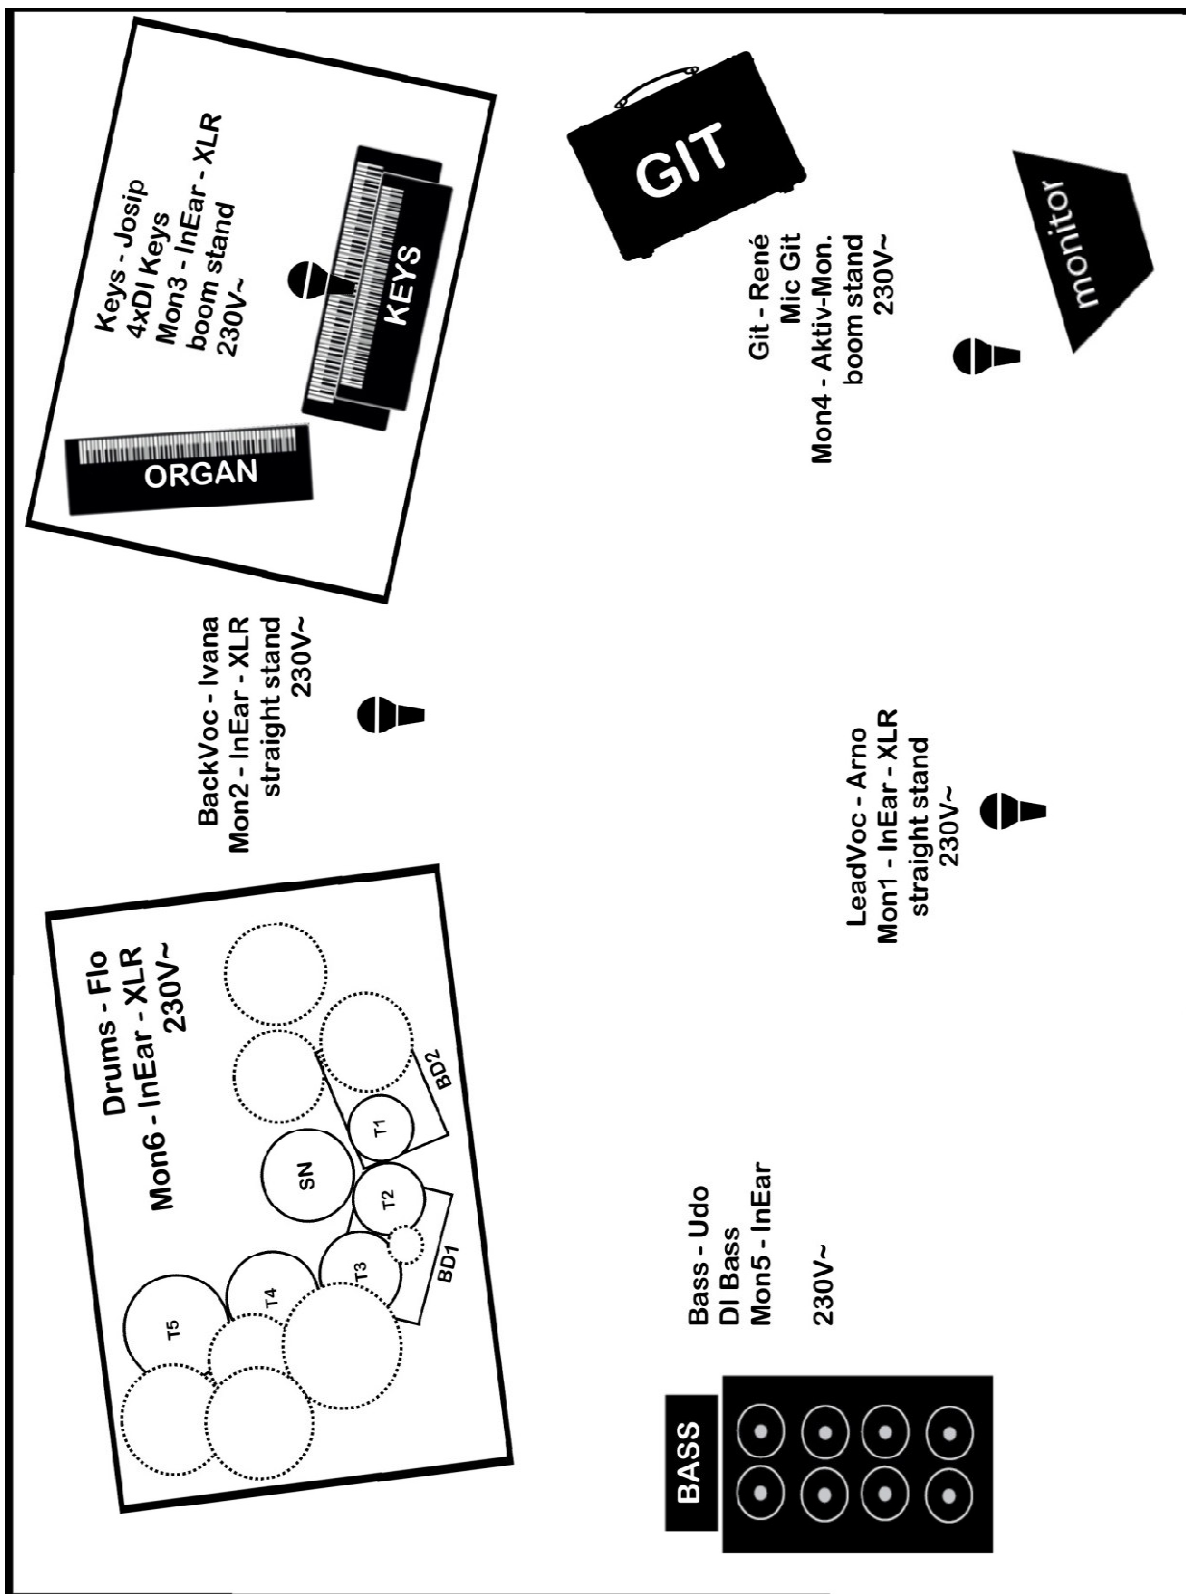 Drums - Flo
Mon6 - InEar - XLR
230V~
T5
T4
T3
T2
T1
SN
BD1
BD2
BackVoc - Ivana
Mon2 - InEar - XLR
straight stand
230V~
Keys - Josip
4xDI Keys
Mon3 - InEar - XLR
boom stand
230V~
ORGAN
KEYS
BASS
Bass - Udo
DI Bass
Mon5 - InEar
230V~
LeadVoc - Arno
Mon1 - InEar - XLR
straight stand
230V~
GIT
Git - René
Mic Git
Mon4 - Aktiv-Mon.
boom stand
230V~
monitor